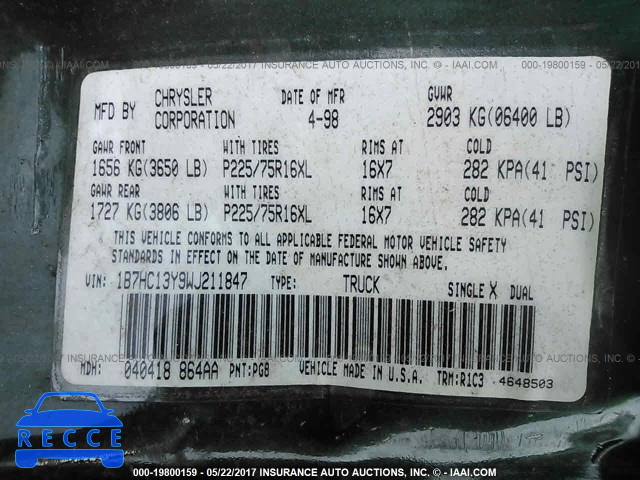 000-19800159 - 05/22/2017 INSURANCE AUTO AUCTIONS, INC. - © IAAI.COM
MFD BY CHRYSLER CORPORATION DATE OF MFR 4-98 GVWR 2903 KG(06400 LB)
GAWR FRONT WITH TIRES RIMS AT COLD
1656 KG(3650 LB) P225/75R16XL 16X7 282 KPA(41 PSI)
GAWR REAR WITH TIRES RIMS AT COLD
1727 KG(3806 LB) P225/75R16XL 16X7 282 KPA(41 PSI)
THIS VEHICLE CONFORMS TO ALL APPLICABLE FEDERAL MOTOR VEHICLE SAFETY
STANDARDS IN EFFECT ON THE DATE OF MANUFACTURE SHOWN ABOVE.
VIN: 1B7HC13Y9WJ211847 TYPE: TRUCK SINGLE X DUAL
MDH: 040418 864AA PNT:PG8 VEHICLE MADE IN U.S.A. TRM:R1C3 4648503
RECCE
000-19800159 - 05/22/2017 INSURANCE AUTO AUCTIONS, INC. - © IAAI.COM